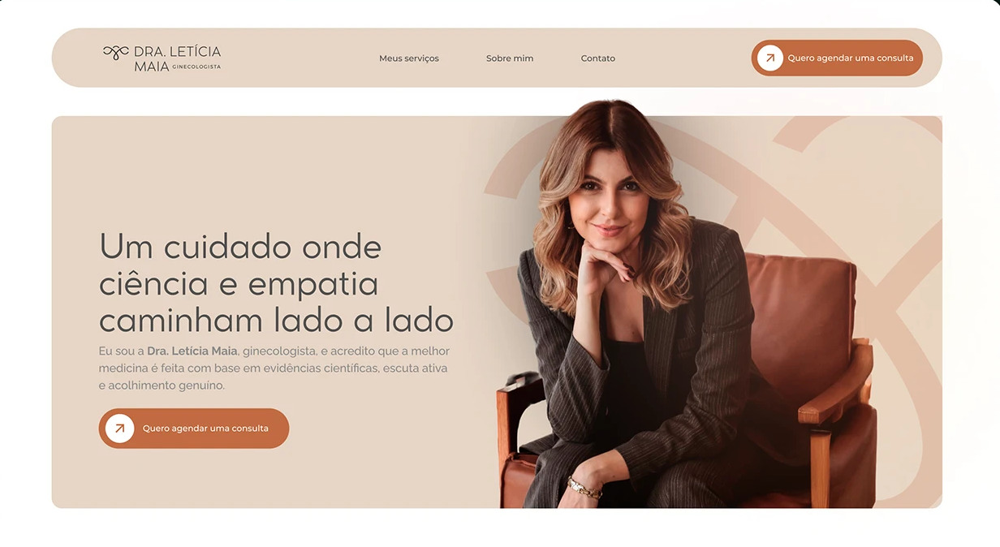 DRA. LETÍCIA
MAIA GINECOLOGISTA
Meus serviços
Sobre mim
Contato
Quero agendar uma consulta
Um cuidado onde
ciência e empatia
caminham lado a lado
Eu sou a Dra. Letícia Maia, ginecologista, e acredito que a melhor
medicina é feita com base em evidências científicas, escuta ativa
e acolhimento genuíno.
Quero agendar uma consulta